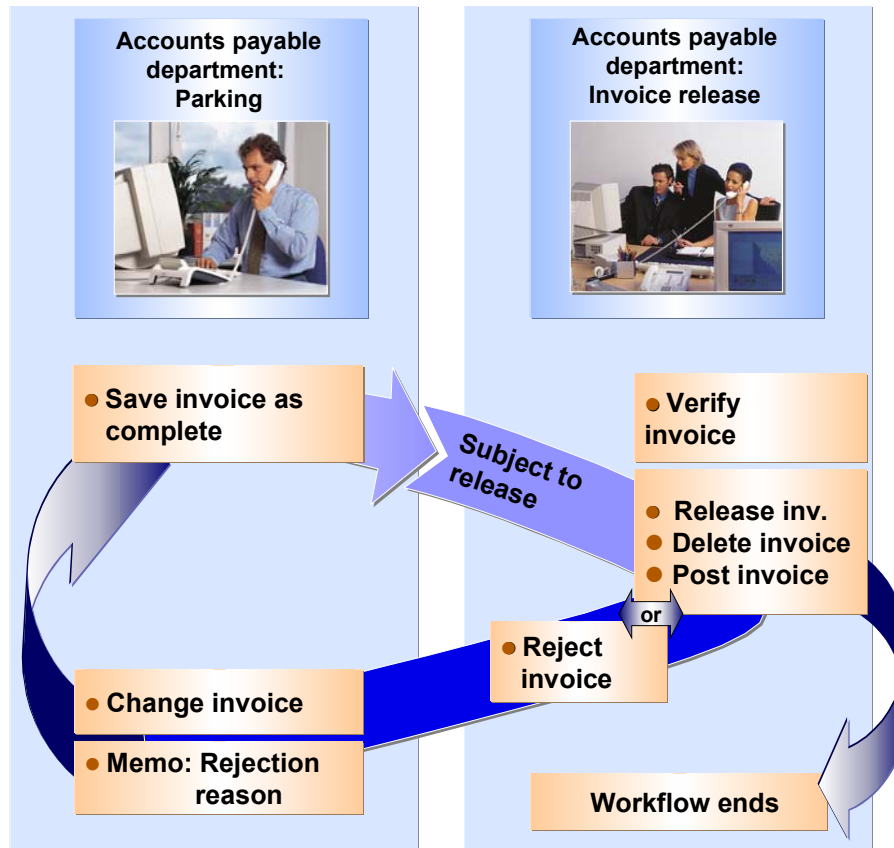 Accounts payable
department:
Parking
Accounts payable
department:
Invoice release
Save invoice as
complete
Subject to
release
Verify
invoice
Release inv.
Delete invoice
Post invoice
or
Reject
invoice
Change invoice
Memo: Rejection
reason
Workflow ends